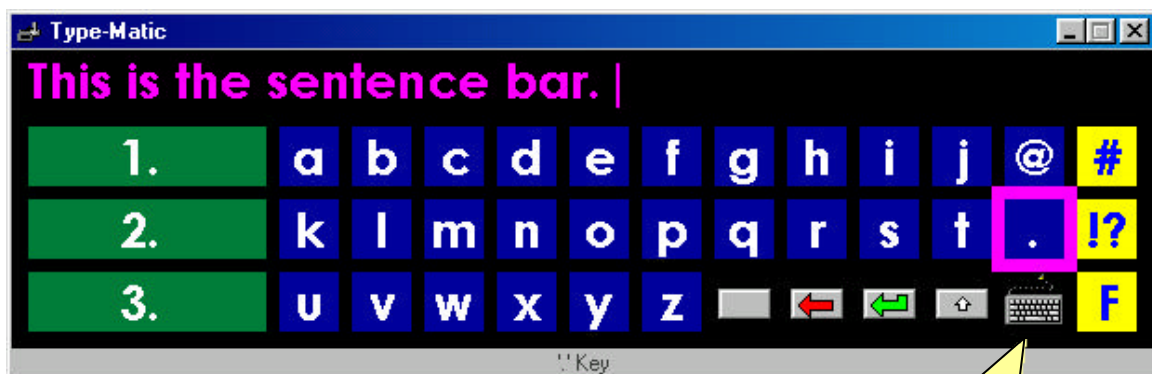 Type-Matic
This is the sentence bar.
1. a b c d e f g h i j @ #
2. k l m n o p q r s t . !?
3. u v w x y z F
'.' Key